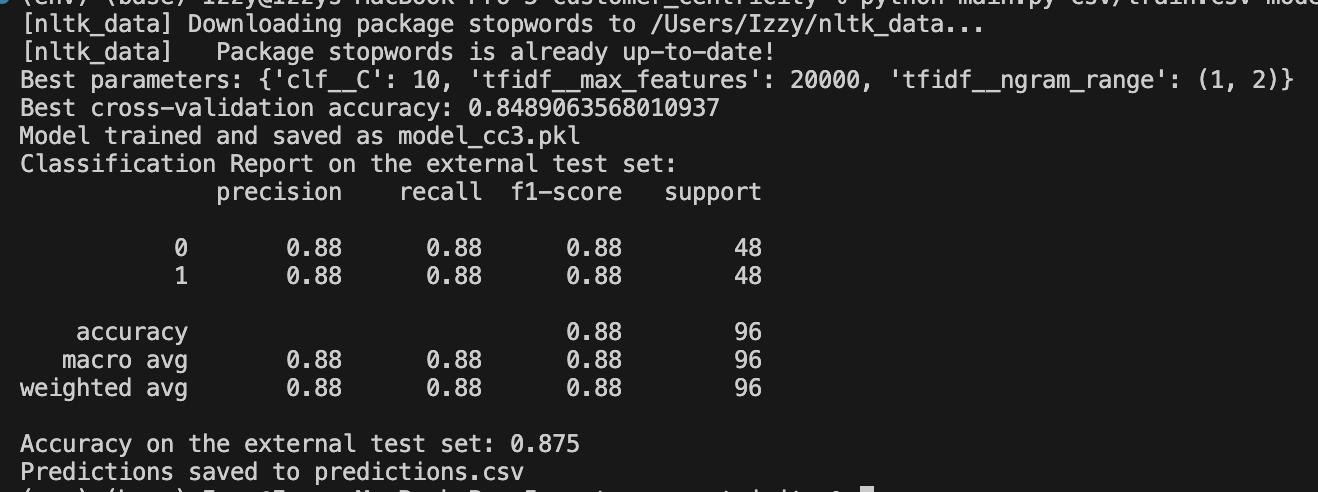 (env) (base) Izzy@Izzys MacBook Pro 3 customer_centricity % python main.py csv/train.csv
[nltk_data] Downloading package stopwords to /Users/Izzy/nltk_data...
[nltk_data]   Package stopwords is already up-to-date!
Best parameters: {'clf__C': 10, 'tfidf__max_features': 20000, 'tfidf__ngram_range': (1, 2)}
Best cross-validation accuracy: 0.8489063568010937
Model trained and saved as model_cc3.pkl
Classification Report on the external test set:
              precision    recall  f1-score   support
           0       0.88      0.88      0.88        48
           1       0.88      0.88      0.88        48
    accuracy                           0.88        96
   macro avg       0.88      0.88      0.88        96
weighted avg       0.88      0.88      0.88        96
Accuracy on the external test set: 0.875
Predictions saved to predictions.csv